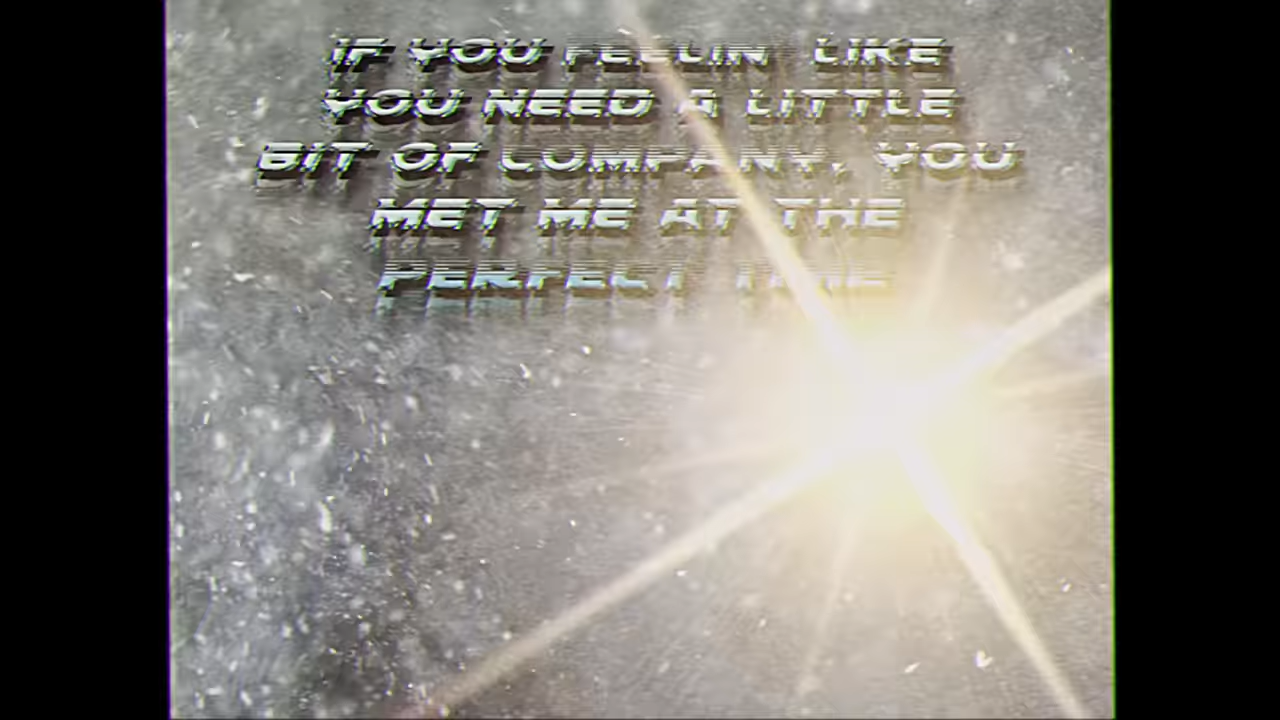 IF YOU FEELIN' LIKE
YOU NEED A LITTLE
BIT OF COMPANY, YOU
MET ME AT THE
PERFECT TIME